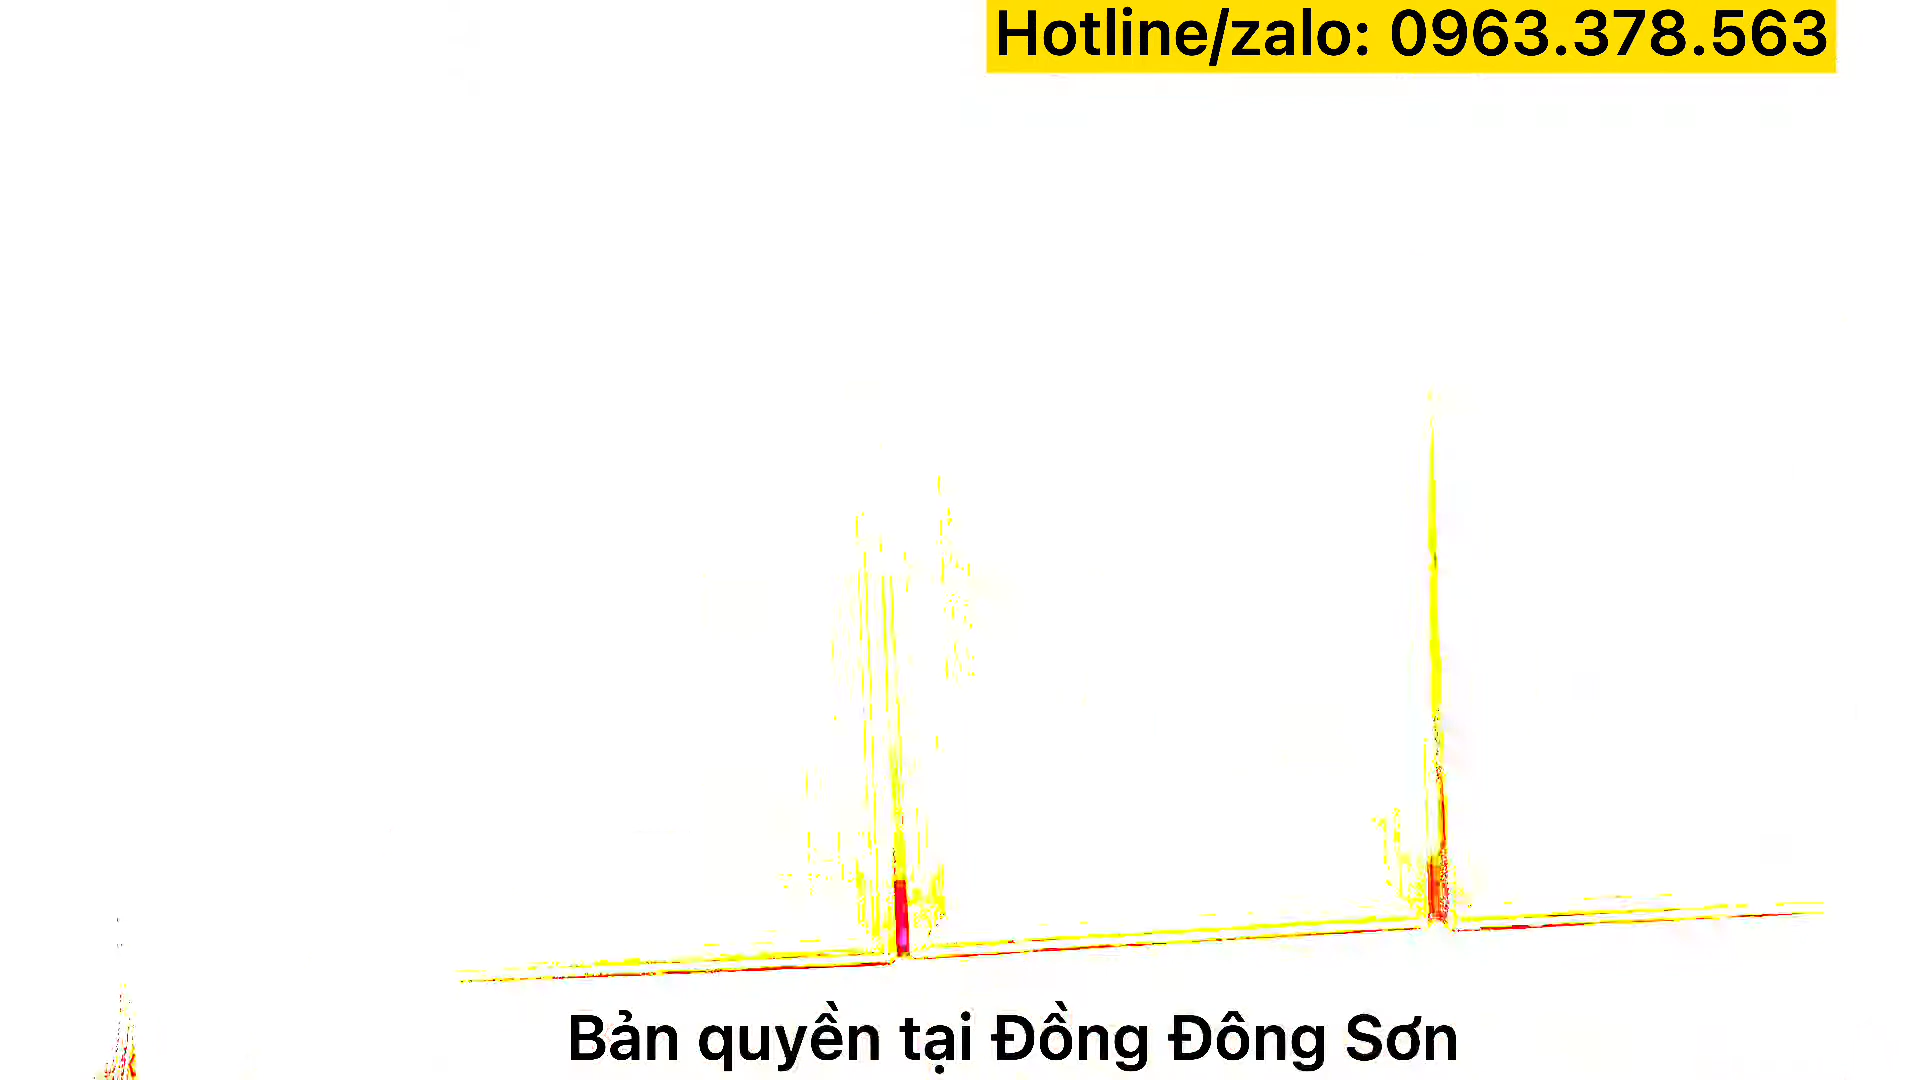 Hotline/zalo: 0963.378.563
Bản quyền tại Đồng Đông Sơn